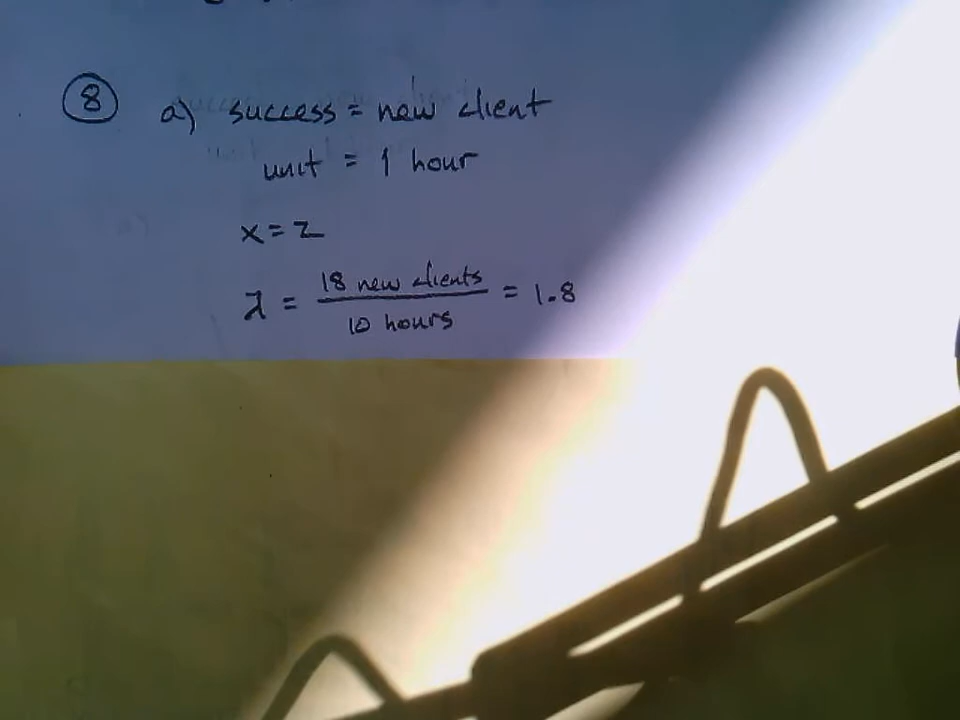 8 a) success = new client
unit = 1 hour
x = 2
λ = 18 new clients / 10 hours = 1.8